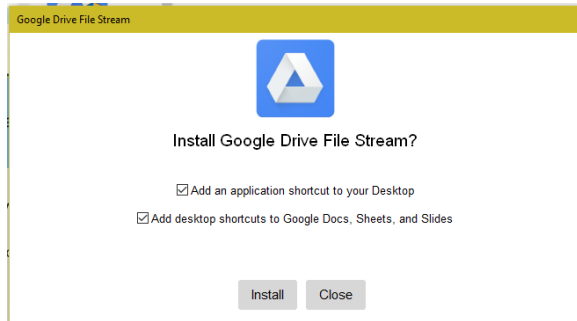 Google Drive File Stream
Install Google Drive File Stream?
Add an application shortcut to your Desktop
Add desktop shortcuts to Google Docs, Sheets, and Slides
Install Close